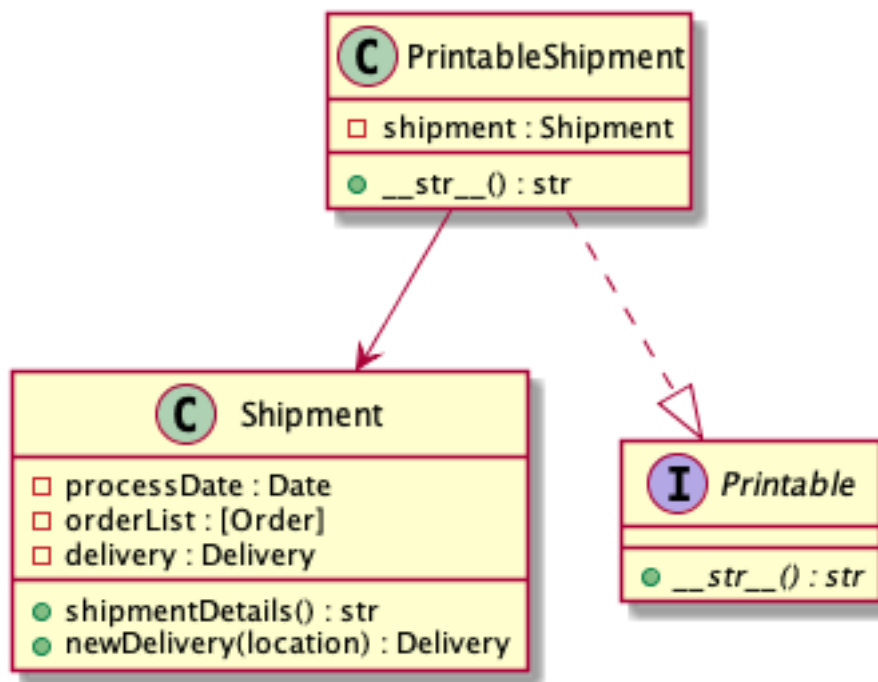 C PrintableShipment
shipment : Shipment
__str__() : str
C Shipment
processDate : Date
orderList : [Order]
delivery : Delivery
shipmentDetails() : str
newDelivery(location) : Delivery
I Printable
__str__() : str